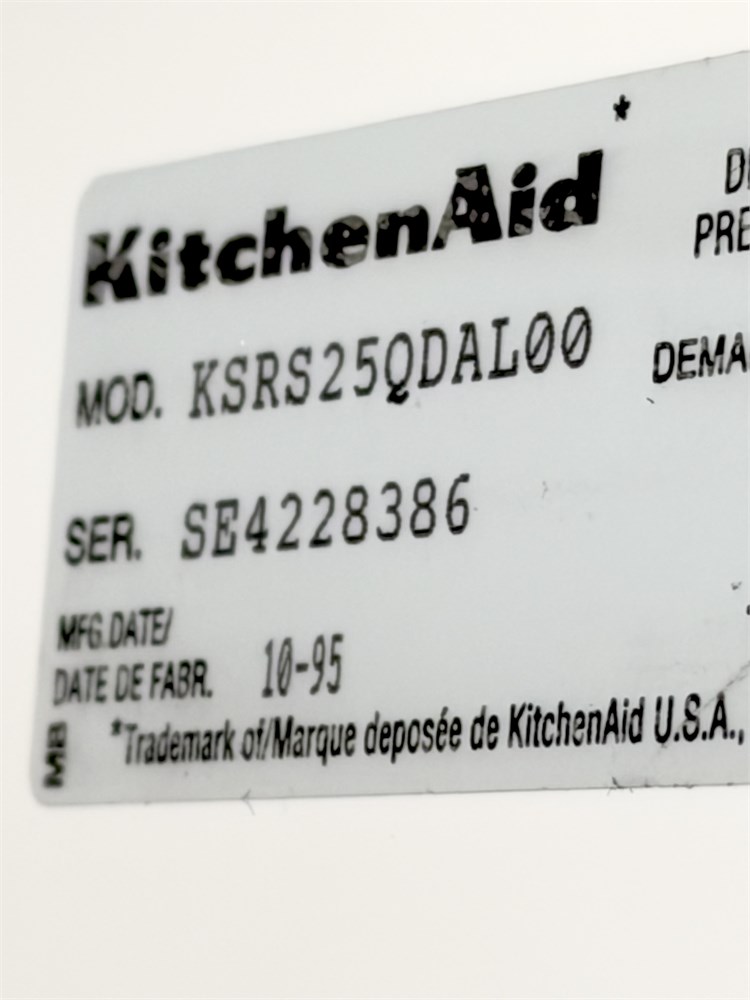 KitchenAid*
MOD. KSRS25QDAL00
DEMA
SER. SE4228386
MFG.DATE/
DATE DE FABR. 10-95
MB
*Trademark of/Marque deposée de KitchenAid U.S.A.,
PRE